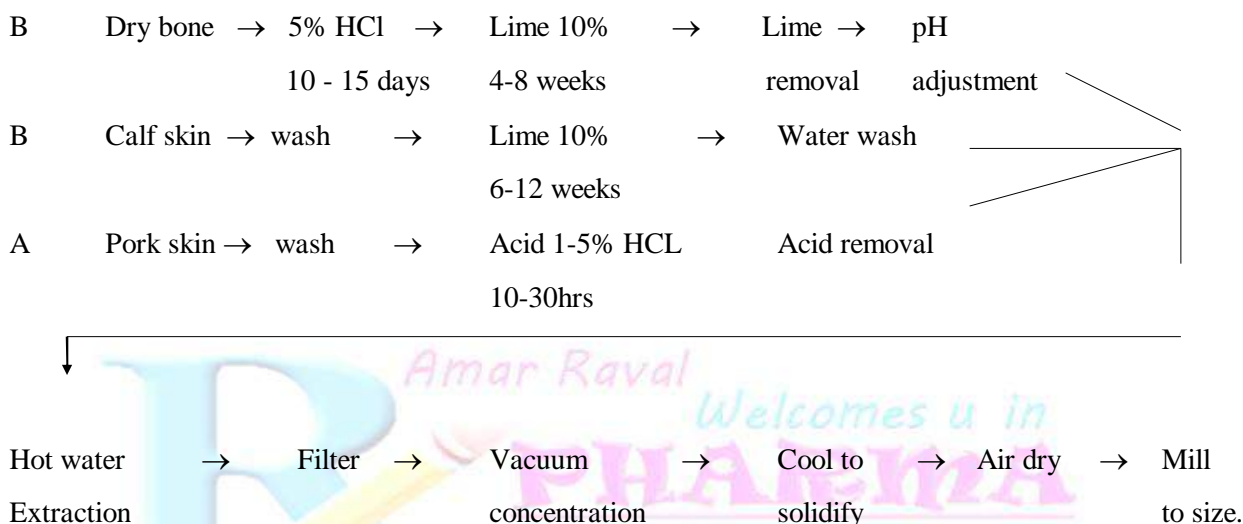 B Dry bone → 5% HCl → Lime 10% → Lime → pH
10 - 15 days 4-8 weeks removal adjustment
B Calf skin → wash → Lime 10% → Water wash
6-12 weeks
A Pork skin → wash → Acid 1-5% HCL Acid removal
10-30hrs
Amar Raval
Welcomes u in
PHARMA
Hot water → Filter → Vacuum → Cool to → Air dry → Mill
Extraction concentration solidify to size.